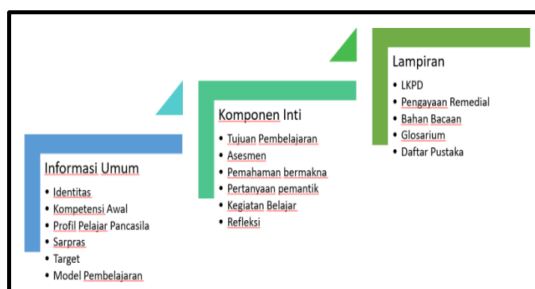 Informasi Umum
• Identitas
• Kompetensi Awal
• Profil Pelajar Pancasila
• Sarpras
• Target
• Model Pembelajaran
Komponen Inti
• Tujuan Pembelajaran
• Asesmen
• Pemahaman bermakna
• Pertanyaan pemantik
• Kegiatan Belajar
• Refleksi
Lampiran
• LKPD
• Pengayaan Remedial
• Bahan Bacaan
• Glosarium
• Daftar Pustaka